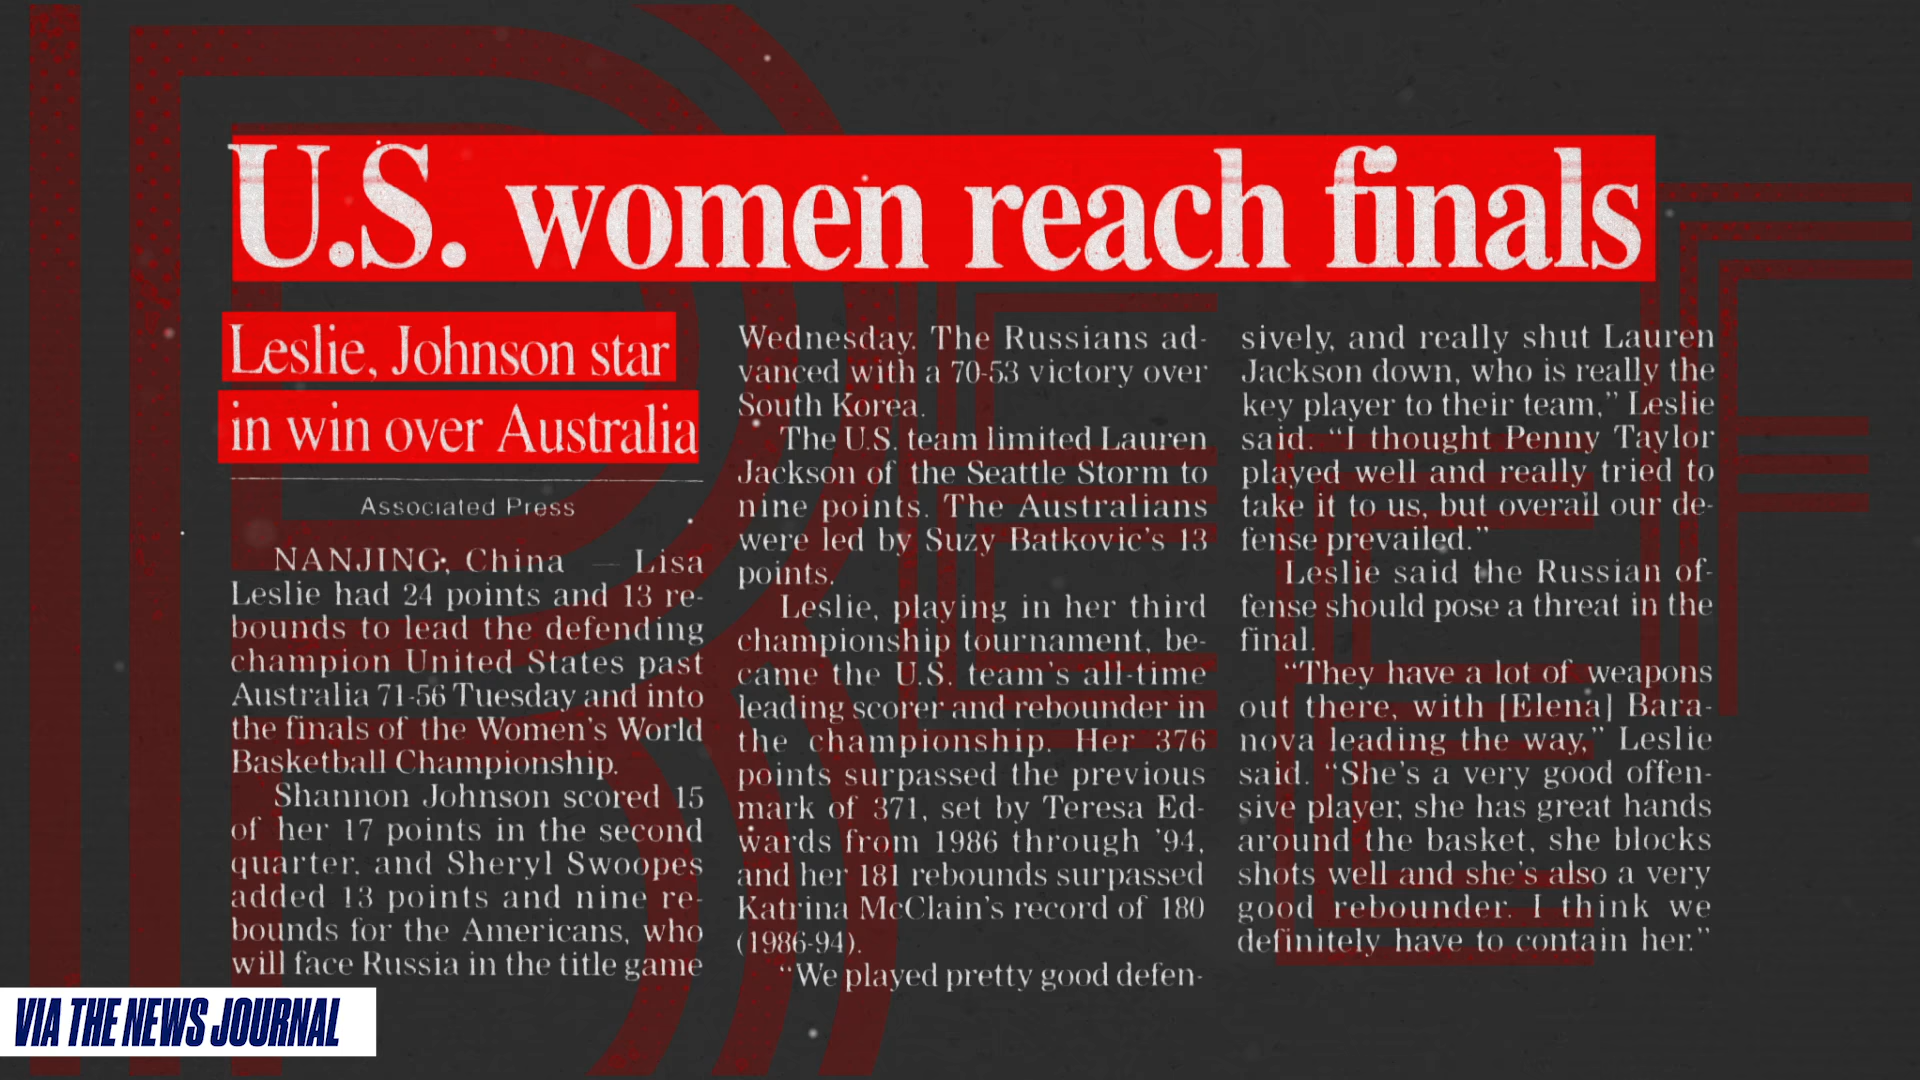 U.S. women reach finals
Leslie, Johnson star
in win over Australia
Associated Press
NANJING, China — Lisa
Leslie had 24 points and 13 re-
bounds to lead the defending
champion United States past
Australia 71-56 Tuesday and into
the finals of the Women's World
Basketball Championship.
Shannon Johnson scored 15
of her 17 points in the second
quarter, and Sheryl Swoopes
added 13 points and nine re-
bounds for the Americans, who
will face Russia in the title game
Wednesday. The Russians ad-
vanced with a 70-53 victory over
South Korea.
The U.S. team limited Lauren
Jackson of the Seattle Storm to
nine points. The Australians
were led by Suzy Batkovic's 13
points.
Leslie, playing in her third
championship tournament, be-
came the U.S. team's all-time
leading scorer and rebounder in
the championship. Her 376
points surpassed the previous
mark of 371, set by Teresa Ed-
wards from 1986 through '94,
and her 181 rebounds surpassed
Katrina McClain's record of 180
(1986-94).
"We played pretty good defen-
sively, and really shut Lauren
Jackson down, who is really the
key player to their team," Leslie
said. "I thought Penny Taylor
played well and really tried to
take it to us, but overall our de-
fense prevailed."
Leslie said the Russian of-
fense should pose a threat in the
final.
"They have a lot of weapons
out there, with [Elena] Bara-
nova leading the way," Leslie
said. "She's a very good offen-
sive player, she has great hands
around the basket, she blocks
shots well and she's also a very
good rebounder. I think we
definitely have to contain her."
VIA THE NEWS JOURNAL